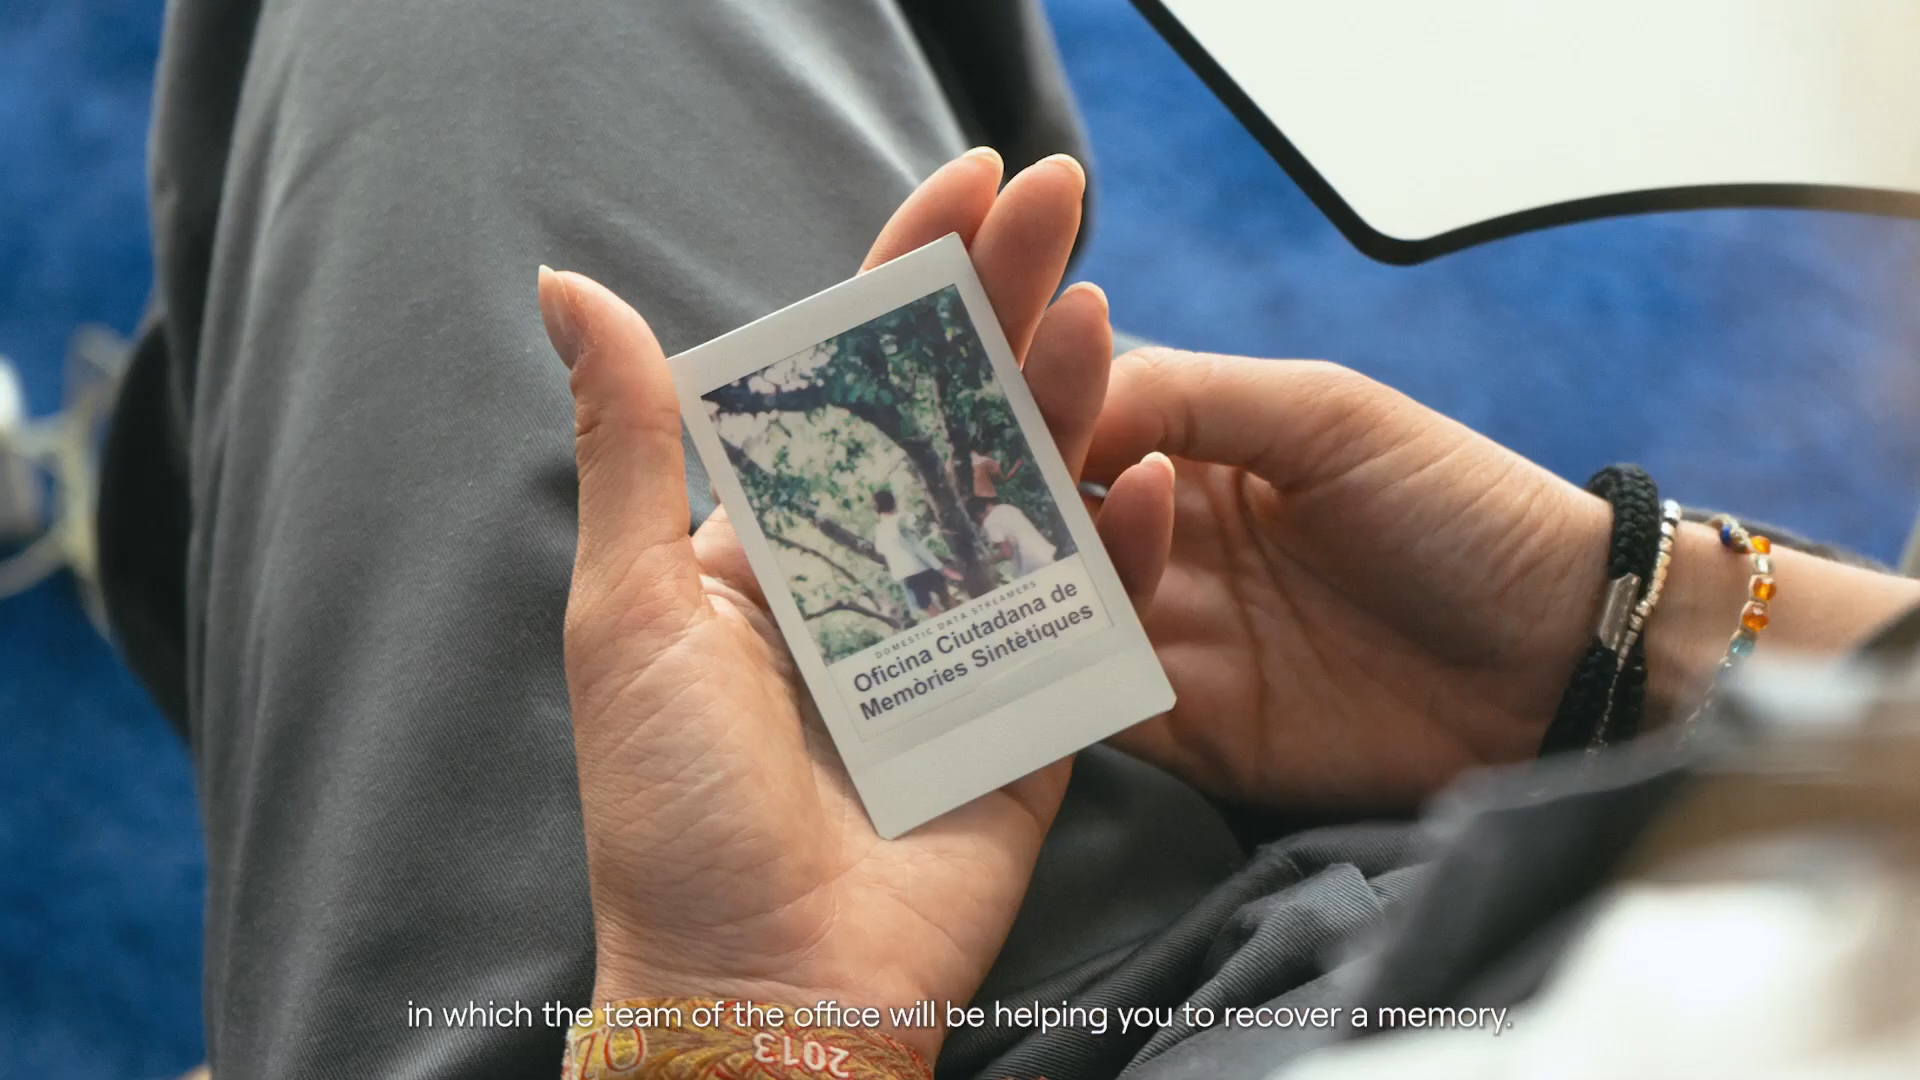 DOMESTIC DATA STREAMERS
Oficina Ciutadana de
Memòries Sintètiques
in which the team of the office will be helping you to recover a memory.
2013